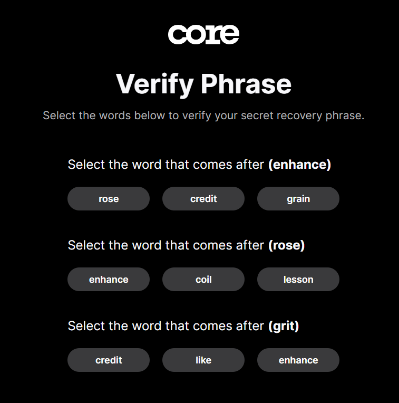 core
Verify Phrase
Select the words below to verify your secret recovery phrase.
Select the word that comes after (enhance)
rose credit grain
Select the word that comes after (rose)
enhance coil lesson
Select the word that comes after (grit)
credit like enhance